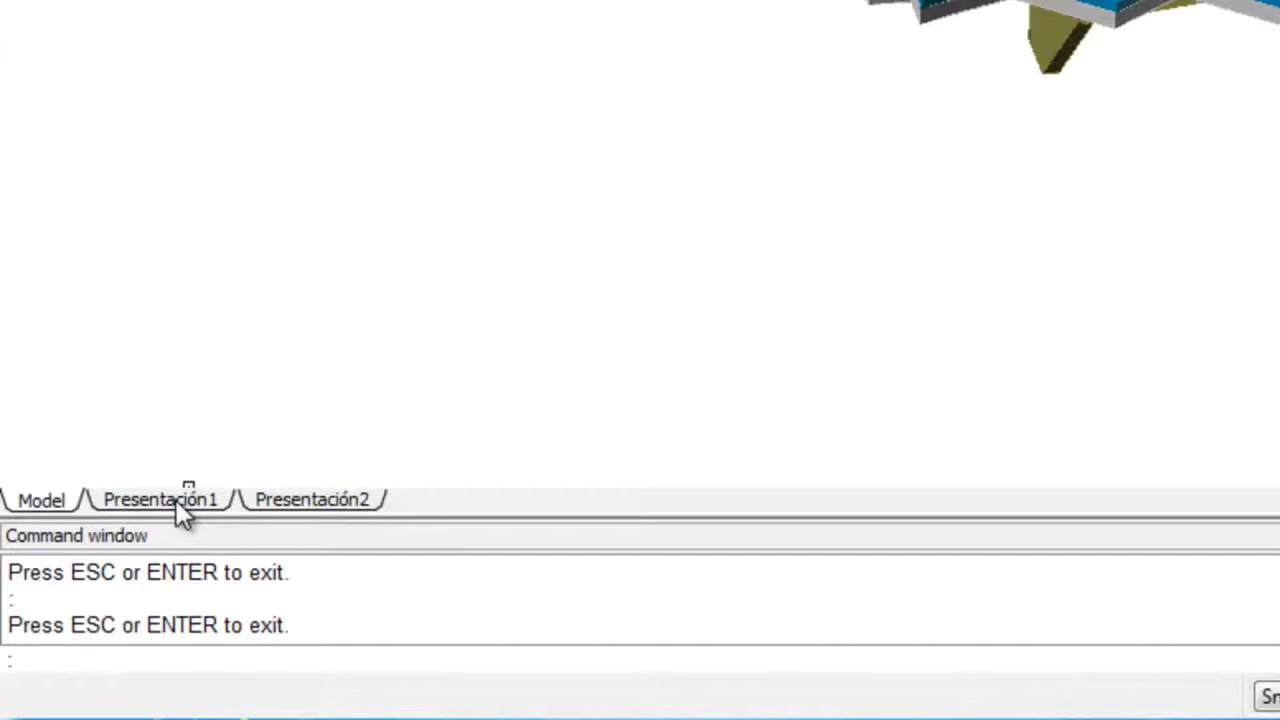 Model Presentación1 Presentación2
Command window
Press ESC or ENTER to exit.
:
Press ESC or ENTER to exit.
: